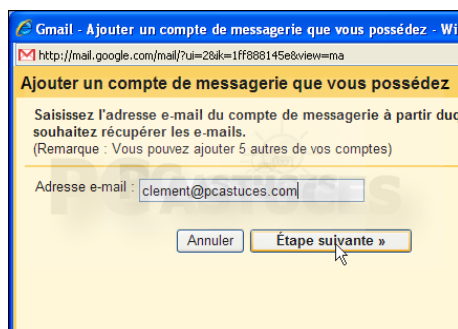 Gmail - Ajouter un compte de messagerie que vous possédez - Wi
http://mail.google.com/mail/?ui=2&ik=1ff888145e&view=ma
Ajouter un compte de messagerie que vous possédez
Saisissez l'adresse e-mail du compte de messagerie à partir duq
souhaitez récupérer les e-mails.
(Remarque : Vous pouvez ajouter 5 autres de vos comptes)
Adresse e-mail : clement@pcastuces.com
PC ASTUCES
Annuler Étape suivante »